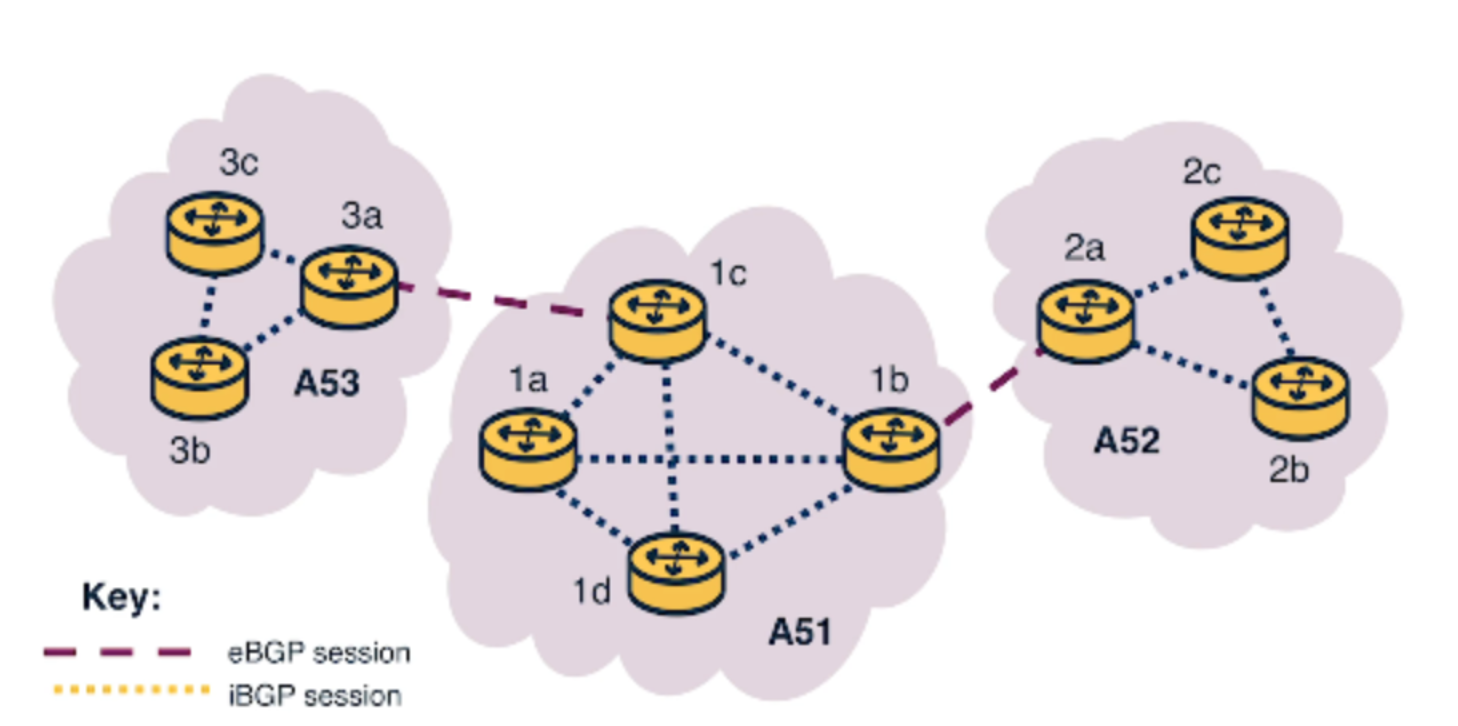 3c
3a
2c
2a
1c
1a
1b
A53
3b
A52
2b
1d
A51
Key:
eBGP session
iBGP session